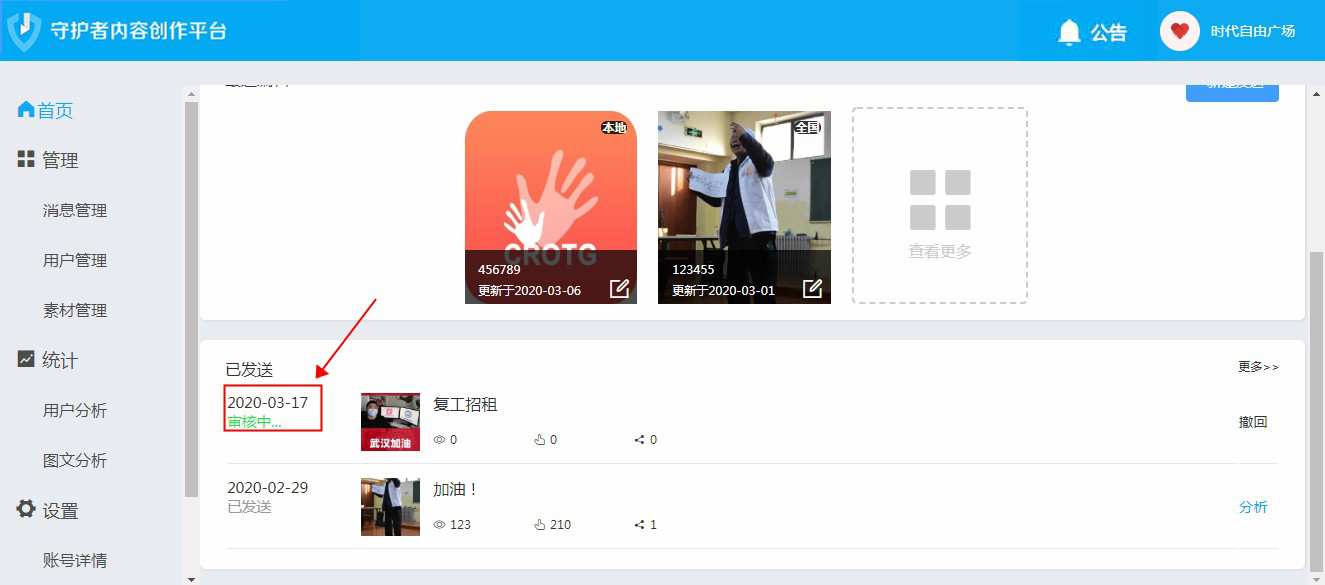 守护者内容创作平台
公告
时代自由广场
首页
管理
消息管理
用户管理
素材管理
统计
用户分析
图文分析
设置
账号详情
本地
CROTG
456789
更新于2020-03-06
全国
123455
更新于2020-03-01
查看更多
已发送
更多>>
2020-03-17
审核中...
武汉加油
复工招租
0
0
0
撤回
2020-02-29
已发送
加油！
123
210
1
分析